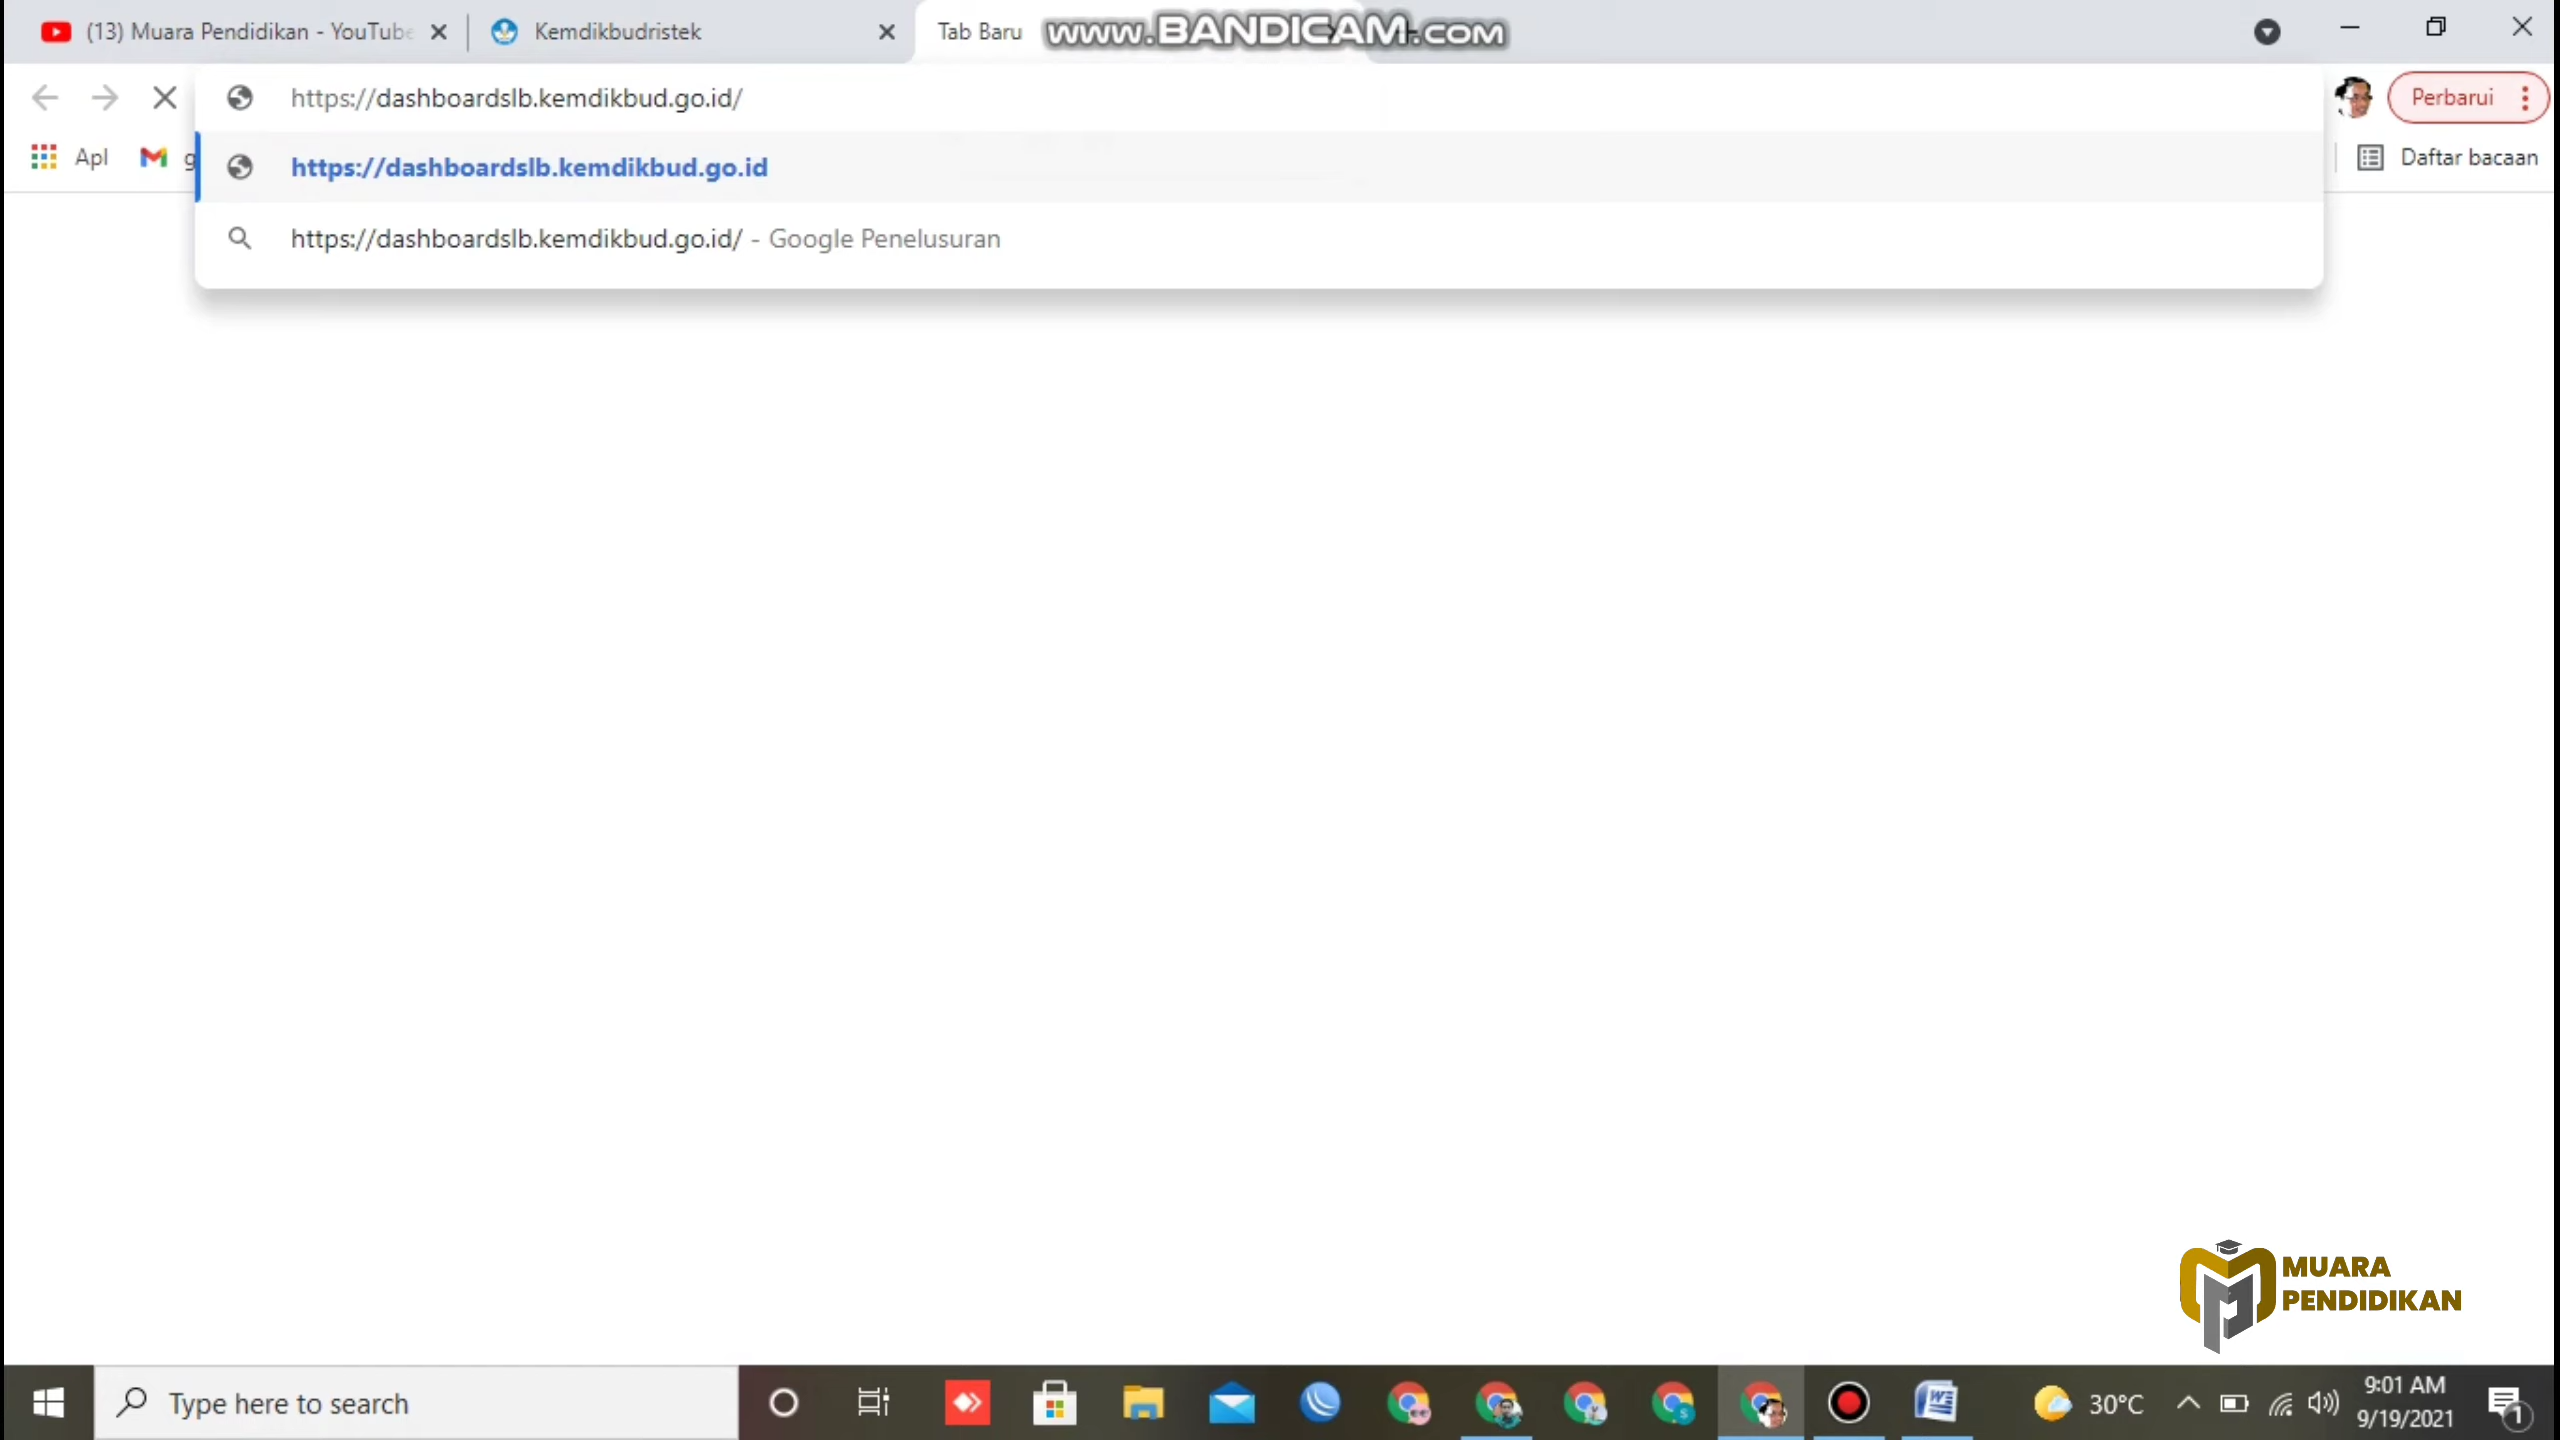 (13) Muara Pendidikan - YouTube
Kemdikbudristek
Tab Baru
www.BANDICAM.com
https://dashboardslb.kemdikbud.go.id/
Perbarui
Apl
g
https://dashboardslb.kemdikbud.go.id
Daftar bacaan
https://dashboardslb.kemdikbud.go.id/ - Google Penelusuran
MUARA
PENDIDIKAN
Type here to search
30°C
9:01 AM
9/19/2021
1